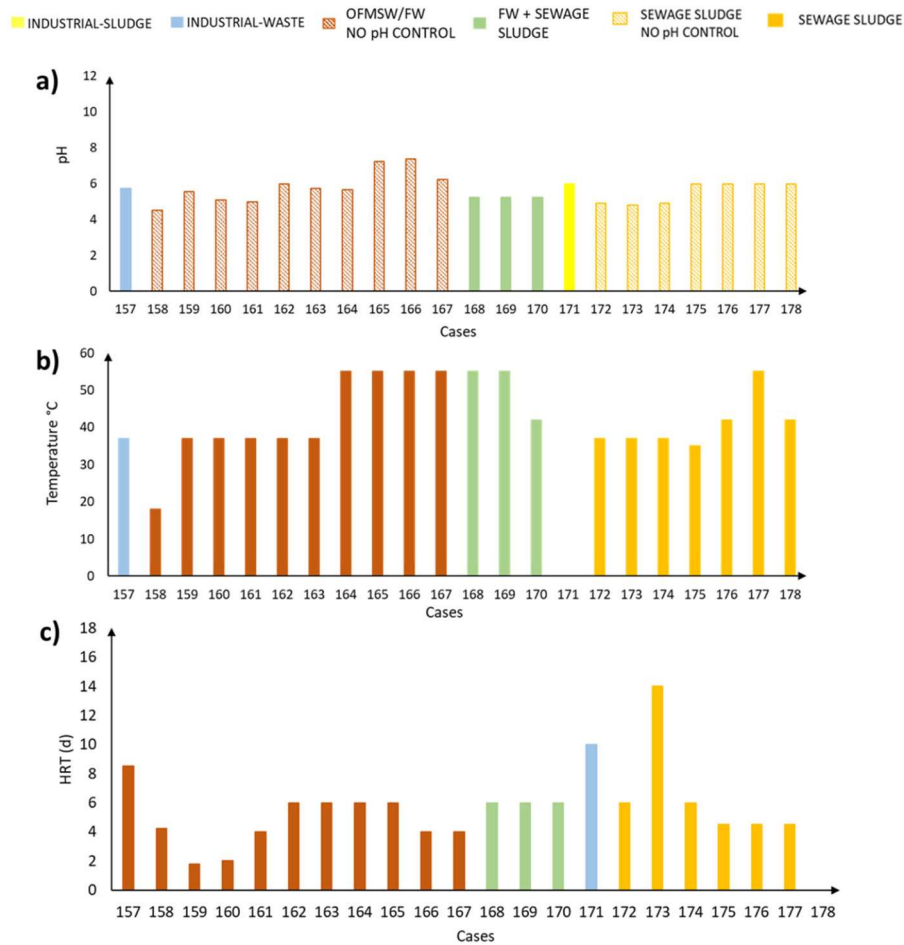 INDUSTRIAL-SLUDGE INDUSTRIAL-WASTE OFMSW/FW NO pH CONTROL FW + SEWAGE SLUDGE SEWAGE SLUDGE NO pH CONTROL SEWAGE SLUDGE
a)
12
10
8
6
4
2
0
pH
157 158 159 160 161 162 163 164 165 166 167 168 169 170 171 172 173 174 175 176 177 178
Cases
b)
60
50
40
30
20
10
0
Temperature °C
157 158 159 160 161 162 163 164 165 166 167 168 169 170 171 172 173 174 175 176 177 178
Cases
c)
18
16
14
12
10
8
6
4
2
0
HRT (d)
157 158 159 160 161 162 163 164 165 166 167 168 169 170 171 172 173 174 175 176 177 178
Cases